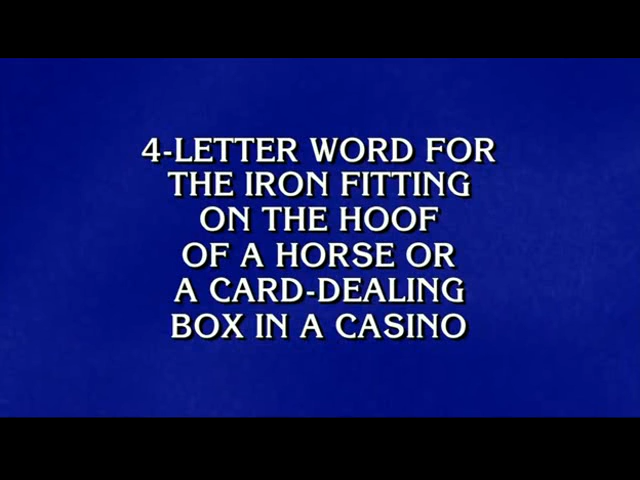 4-LETTER WORD FOR
THE IRON FITTING
ON THE HOOF
OF A HORSE OR
A CARD-DEALING
BOX IN A CASINO